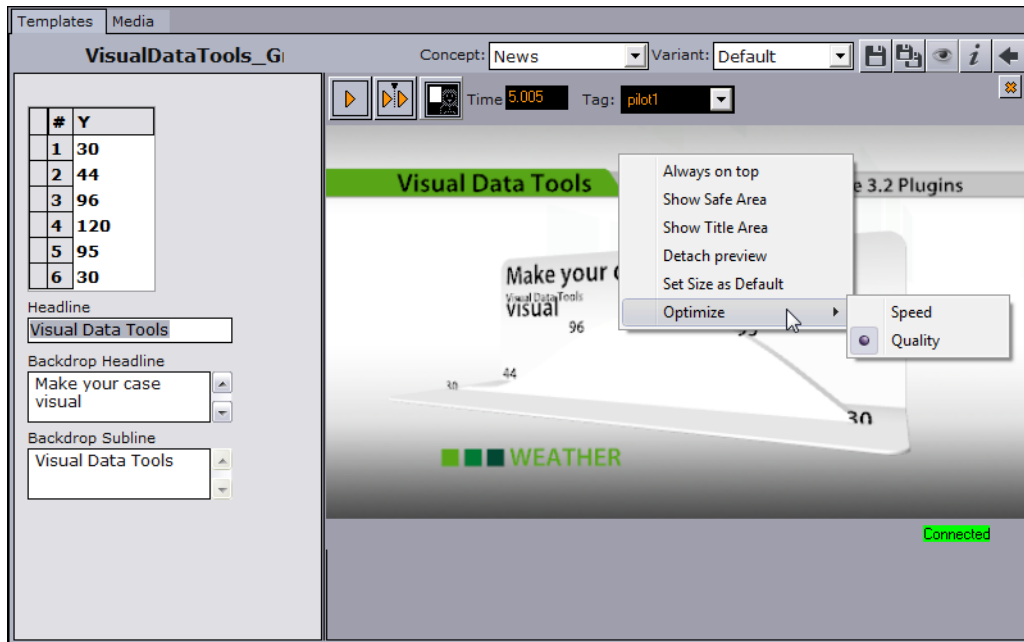 Templates Media
VisualDataTools_G
Concept: News Variant: Default
Time 5.005 Tag: pilot1
# Y
1 30
2 44
3 96
4 120
5 95
6 30
Headline
Visual Data Tools
Backdrop Headline
Make your case
visual
Backdrop Subline
Visual Data Tools
Visual Data Tools
e 3.2 Plugins
Make your
Visual Data Tools
visual
96
44
30
30
WEATHER
Always on top
Show Safe Area
Show Title Area
Detach preview
Set Size as Default
Optimize
Speed
Quality
Connected